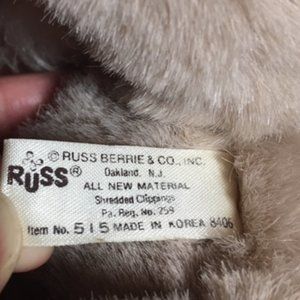 © RUSS BERRIE & CO., INC.
Oakland, N.J.
RUSS®
ALL NEW MATERIAL
Shredded Clippings
Pa. Reg. No. 259
Item No. 515 MADE IN KOREA 8406